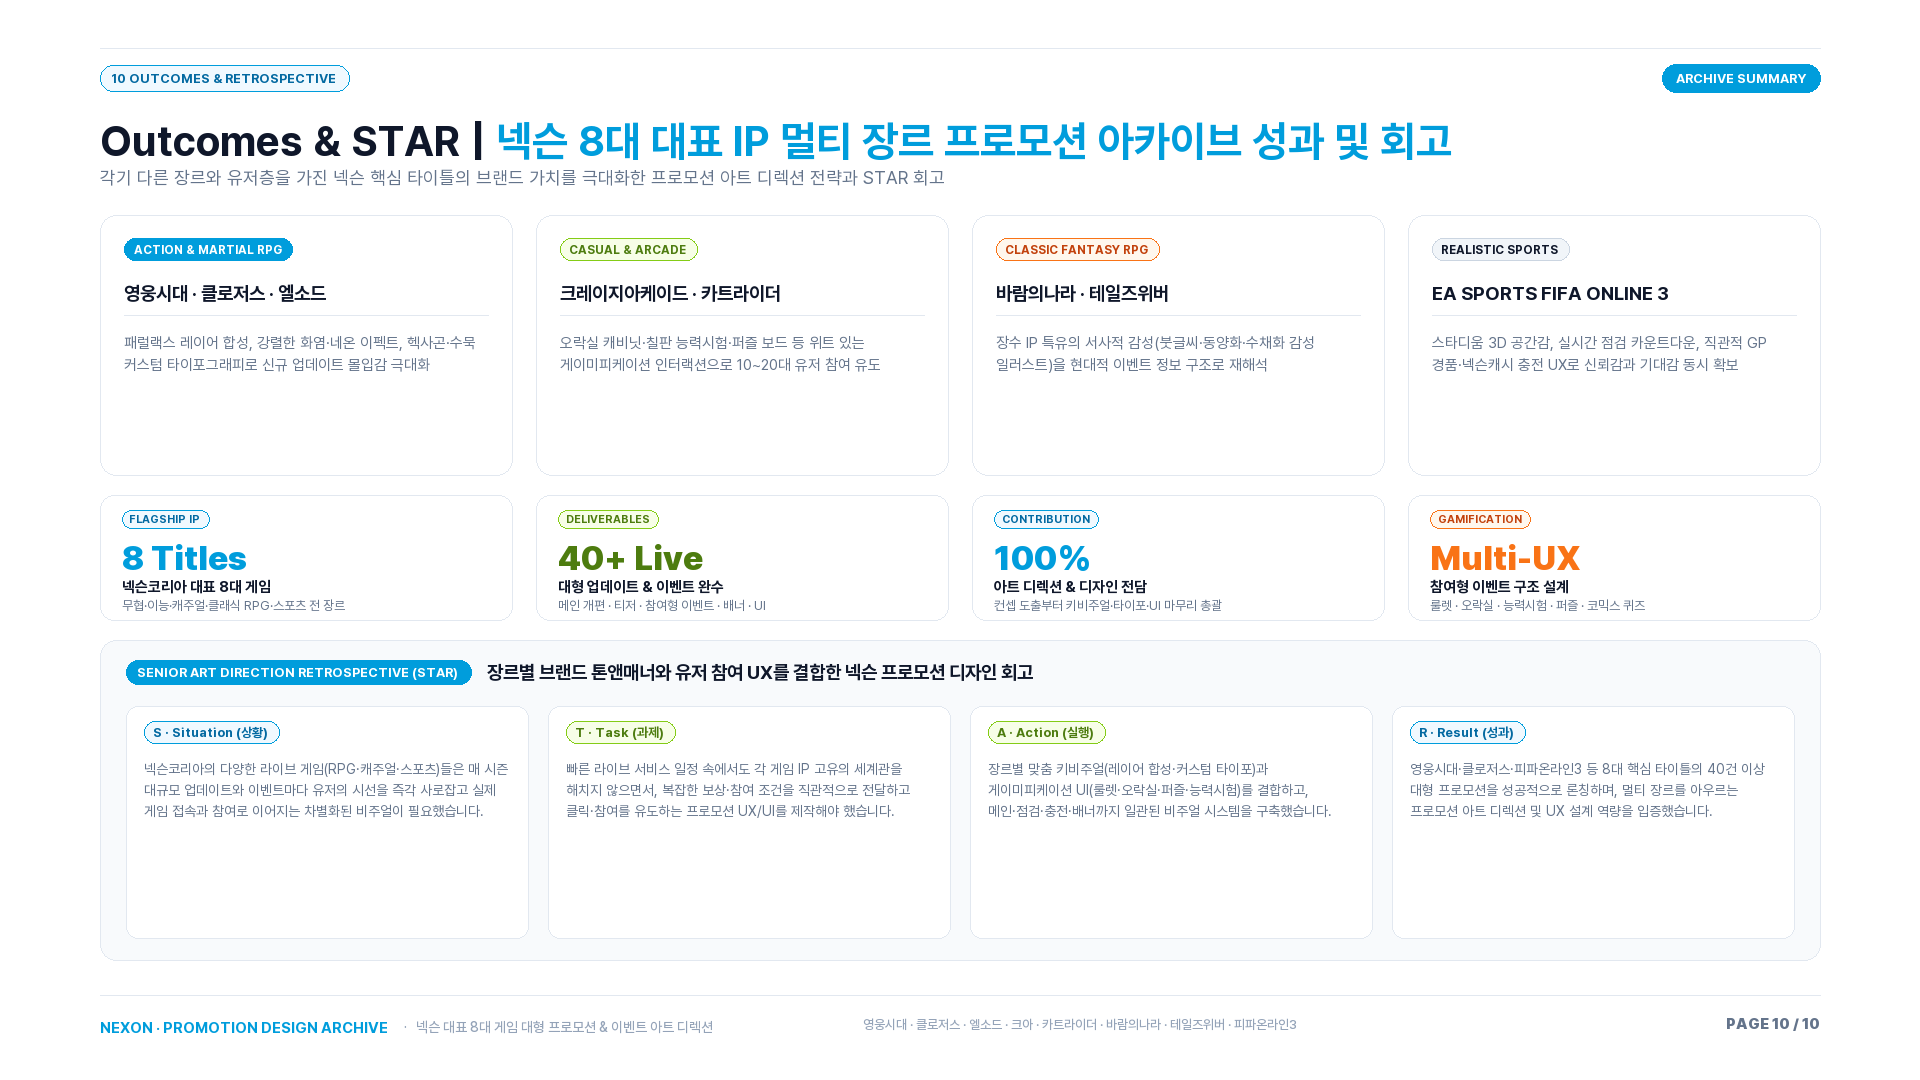 10 OUTCOMES & RETROSPECTIVE
ARCHIVE SUMMARY
Outcomes & STAR | 넥슨 8대 대표 IP 멀티 장르 프로모션 아카이브 성과 및 회고
각기 다른 장르와 유저층을 가진 넥슨 핵심 타이틀의 브랜드 가치를 극대화한 프로모션 아트 디렉션 전략과 STAR 회고
ACTION & MARTIAL RPG
영웅시대 · 클로저스 · 엘소드
패럴랙스 레이어 합성, 강렬한 화염·네온 이펙트, 헥사곤·수묵
커스텀 타이포그래피로 신규 업데이트 몰입감 극대화
CASUAL & ARCADE
크레이지아케이드 · 카트라이더
오락실 캐비닛·칠판 능력시험·퍼즐 보드 등 위트 있는
게이미피케이션 인터랙션으로 10~20대 유저 참여 유도
CLASSIC FANTASY RPG
바람의나라 · 테일즈위버
장수 IP 특유의 서사적 감성(붓글씨·동양화·수채화 감성
일러스트)을 현대적 이벤트 정보 구조로 재해석
REALISTIC SPORTS
EA SPORTS FIFA ONLINE 3
스타디움 3D 공간감, 실시간 점검 카운트다운, 직관적 GP
경품·넥슨캐시 충전 UX로 신뢰감과 기대감 동시 확보
FLAGSHIP IP
8 Titles
넥슨코리아 대표 8대 게임
무협·이능·캐주얼·클래식 RPG·스포츠 전 장르
DELIVERABLES
40+ Live
대형 업데이트 & 이벤트 완수
메인 개편 · 티저 · 참여형 이벤트 · 배너 · UI
CONTRIBUTION
100%
아트 디렉션 & 디자인 전담
컨셉 도출부터 키비주얼·타이포·UI 마무리 총괄
GAMIFICATION
Multi-UX
참여형 이벤트 구조 설계
룰렛 · 오락실 · 능력시험 · 퍼즐 · 코믹스 퀴즈
SENIOR ART DIRECTION RETROSPECTIVE (STAR)
장르별 브랜드 톤앤매너와 유저 참여 UX를 결합한 넥슨 프로모션 디자인 회고
S · Situation (상황)
넥슨코리아의 다양한 라이브 게임(RPG·캐주얼·스포츠)들은 매 시즌
대규모 업데이트와 이벤트마다 유저의 시선을 즉각 사로잡고 실제
게임 접속과 참여로 이어지는 차별화된 비주얼이 필요했습니다.
T · Task (과제)
빠른 라이브 서비스 일정 속에서도 각 게임 IP 고유의 세계관을
해치지 않으면서, 복잡한 보상·참여 조건을 직관적으로 전달하고
클릭·참여를 유도하는 프로모션 UX/UI를 제작해야 했습니다.
A · Action (실행)
장르별 맞춤 키비주얼(레이어 합성·커스텀 타이포)과
게이미피케이션 UI(룰렛·오락실·퍼즐·능력시험)를 결합하고,
메인·점검·충전·배너까지 일관된 비주얼 시스템을 구축했습니다.
R · Result (성과)
영웅시대·클로저스·피파온라인3 등 8대 핵심 타이틀의 40건 이상
대형 프로모션을 성공적으로 론칭하며, 멀티 장르를 아우르는
프로모션 아트 디렉션 및 UX 설계 역량을 입증했습니다.
NEXON · PROMOTION DESIGN ARCHIVE · 넥슨 대표 8대 게임 대형 프로모션 & 이벤트 아트 디렉션
영웅시대 · 클로저스 · 엘소드 · 크아 · 카트라이더 · 바람의나라 · 테일즈위버 · 피파온라인3
PAGE 10 / 10